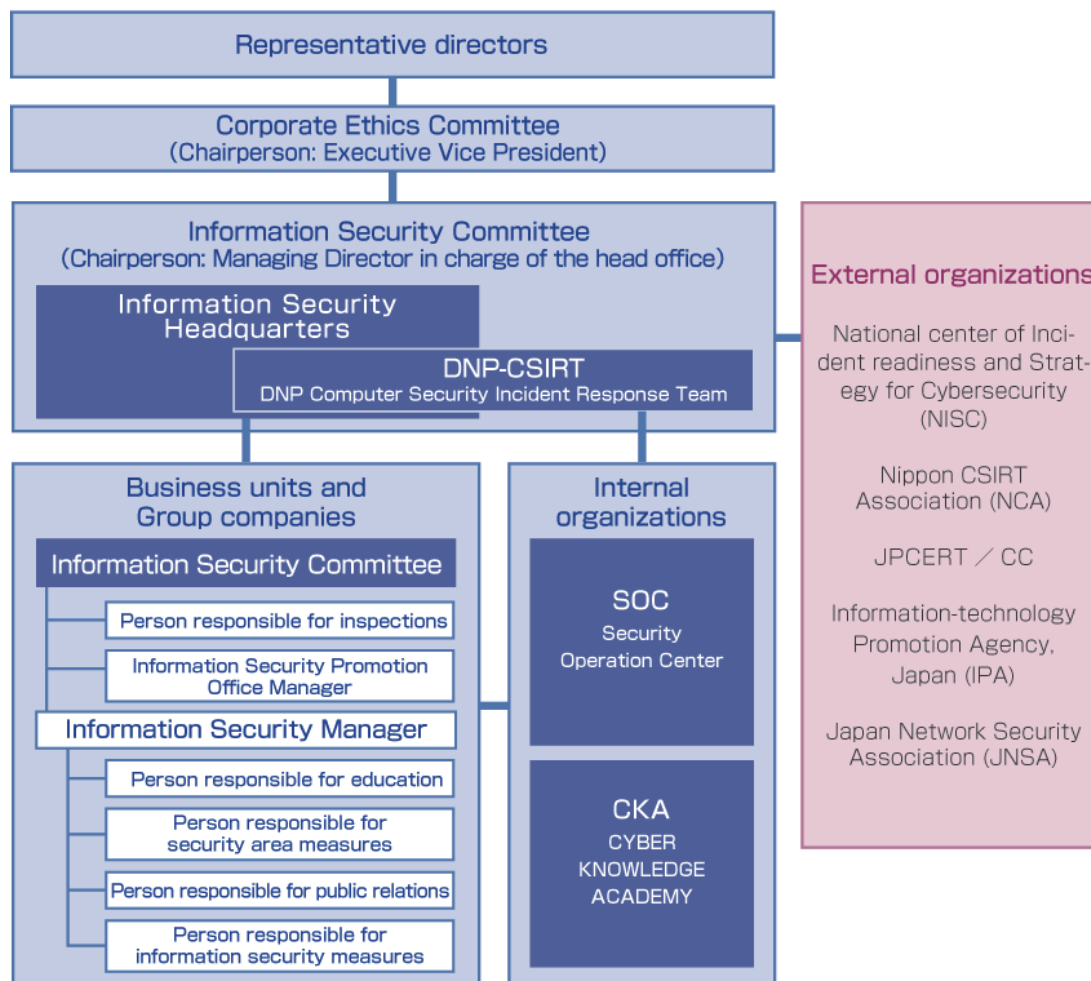 Representative directors
Corporate Ethics Committee
(Chairperson: Executive Vice President)
Information Security Committee
(Chairperson: Managing Director in charge of the head office)
Information Security
Headquarters
DNP-CSIRT
DNP Computer Security Incident Response Team
Business units and
Group companies
Information Security Committee
Person responsible for inspections
Information Security Promotion
Office Manager
Information Security Manager
Person responsible for education
Person responsible for
security area measures
Person responsible for public relations
Person responsible for
information security measures
Internal
organizations
SOC
Security
Operation Center
CKA
CYBER
KNOWLEDGE
ACADEMY
External organizations
National center of Inci-
dent readiness and Strat-
egy for Cybersecurity
(NISC)
Nippon CSIRT
Association (NCA)
JPCERT／CC
Information-technology
Promotion Agency,
Japan (IPA)
Japan Network Security
Association (JNSA)